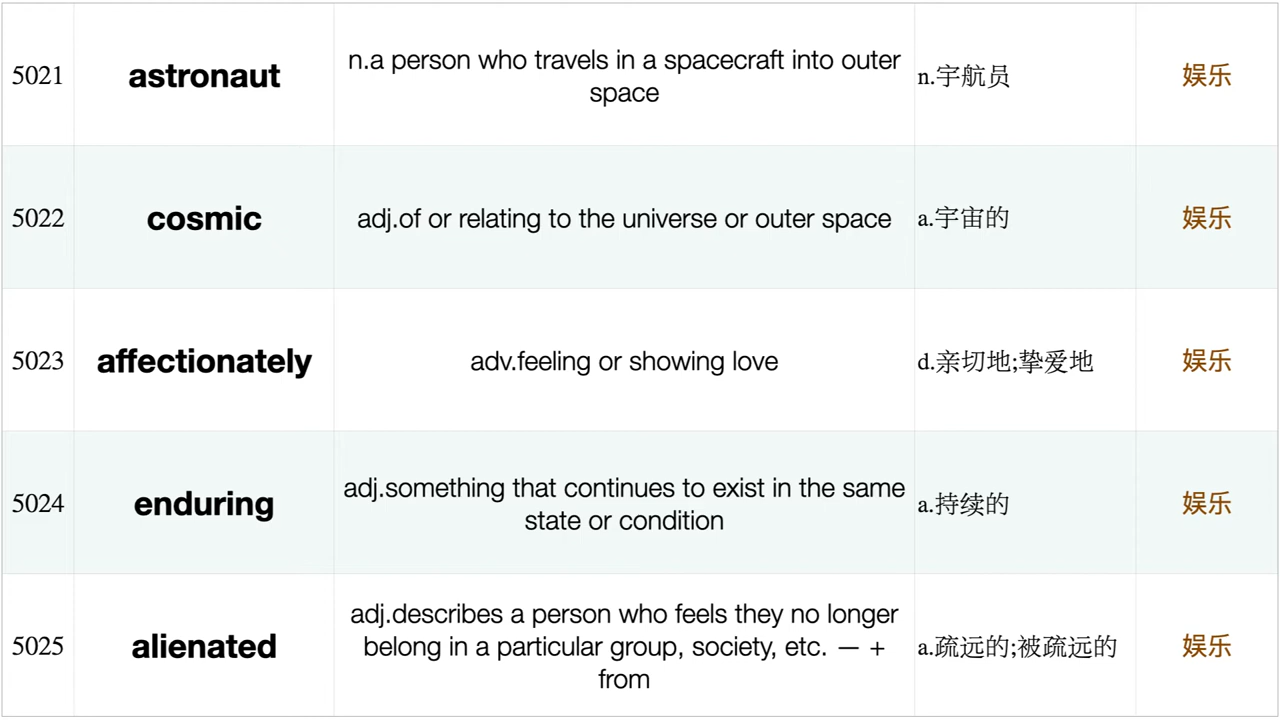 5021 astronaut n.a person who travels in a spacecraft into outer n.宇航员 娱乐
space
5022 cosmic adj.of or relating to the universe or outer space a.宇宙的 娱乐
5023 affectionately adv.feeling or showing love d.亲切地;挚爱地 娱乐
5024 enduring adj.something that continues to exist in the same a.持续的 娱乐
state or condition
5025 alienated adj.describes a person who feels they no longer a.疏远的;被疏远的 娱乐
belong in a particular group, society, etc. — +
from